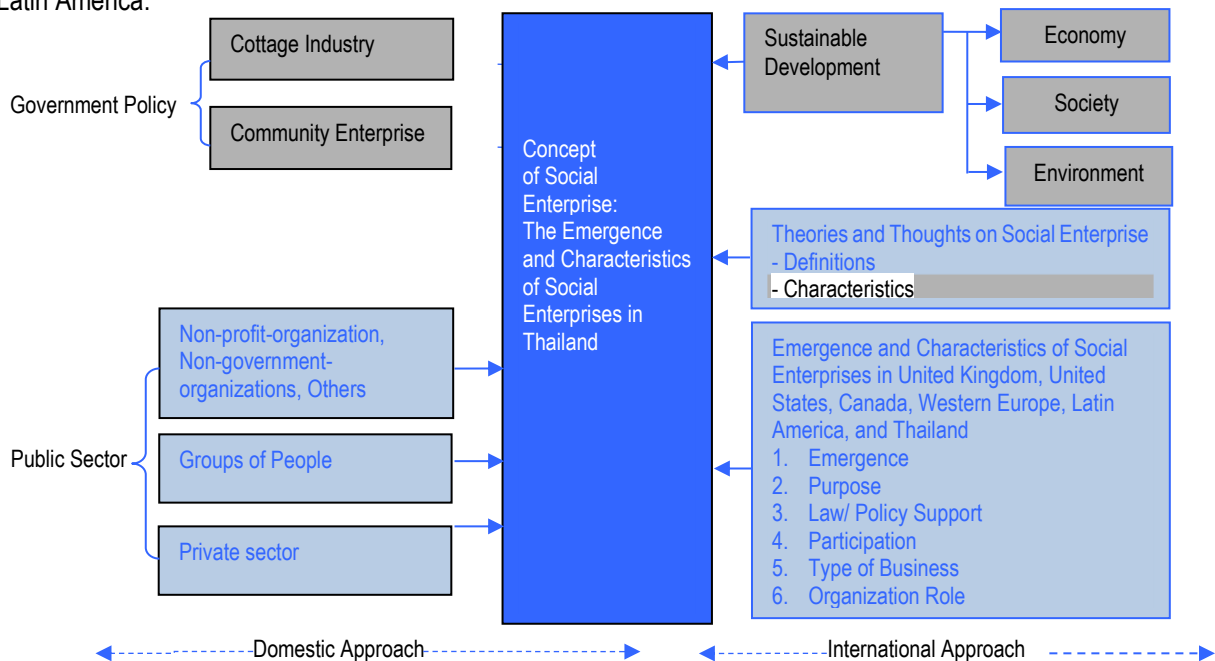 Latin America:
Government Policy
Cottage Industry
Community Enterprise
Public Sector
Non-profit-organization,
Non-government-
organizations, Others
Groups of People
Private sector
Concept
of Social
Enterprise:
The Emergence
and Characteristics
of Social
Enterprises in
Thailand
Sustainable
Development
Economy
Society
Environment
Theories and Thoughts on Social Enterprise
- Definitions
- Characteristics
Emergence and Characteristics of Social
Enterprises in United Kingdom, United
States, Canada, Western Europe, Latin
America, and Thailand
1. Emergence
2. Purpose
3. Law/ Policy Support
4. Participation
5. Type of Business
6. Organization Role
Domestic Approach
International Approach